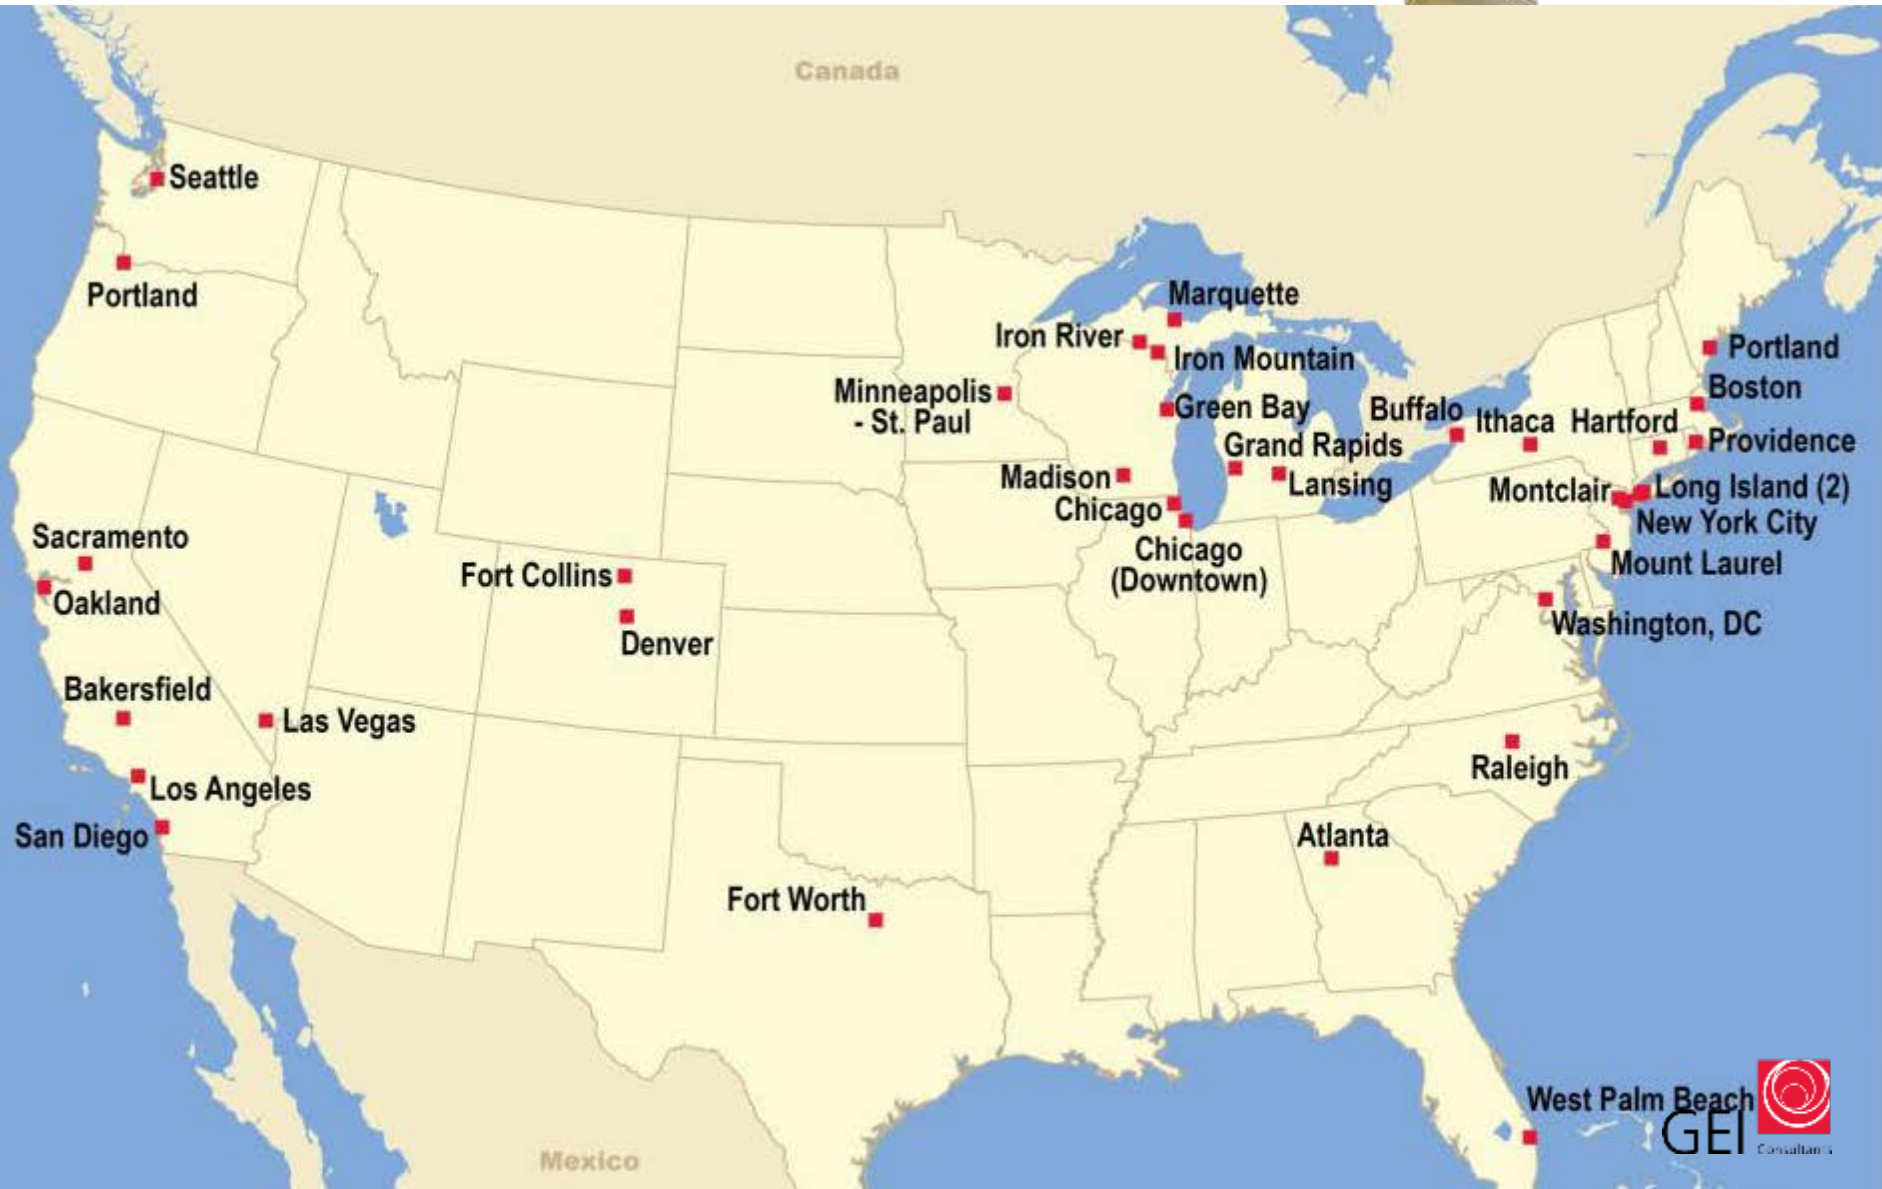 Canada
Seattle
Portland
Marquette
Iron River
Iron Mountain
Portland
Minneapolis
- St. Paul
Boston
Green Bay
Buffalo
Ithaca
Hartford
Grand Rapids
Providence
Madison
Lansing
Montclair
Long Island (2)
Chicago
New York City
Sacramento
Chicago
(Downtown)
Mount Laurel
Fort Collins
Oakland
Washington, DC
Denver
Bakersfield
Las Vegas
Raleigh
Los Angeles
San Diego
Atlanta
Fort Worth
West Palm Beach
GEI
Consultants
Mexico